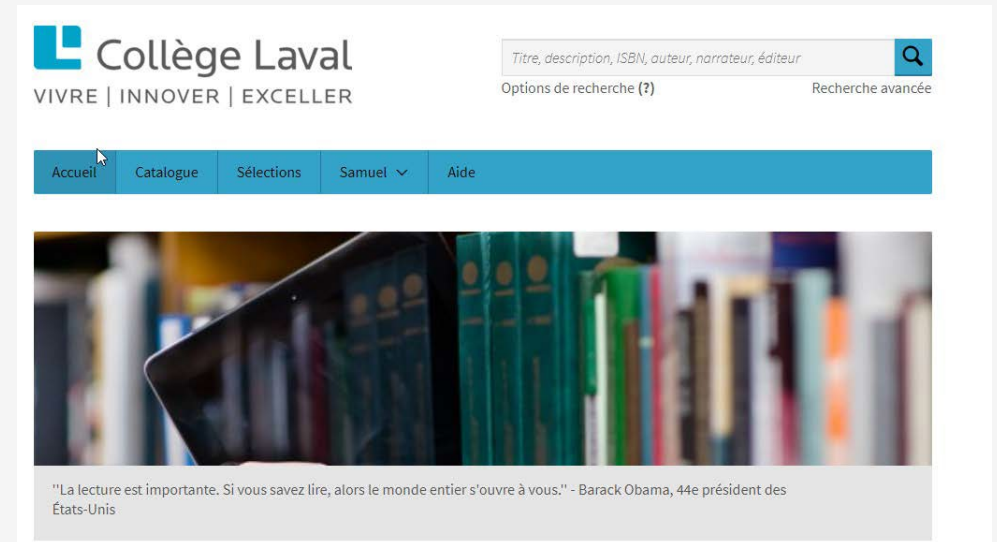 Collège Laval
VIVRE | INNOVER | EXCELLER
Titre, description, ISBN, auteur, narrateur, éditeur
Options de recherche (?)
Recherche avancée
Accueil
Catalogue
Sélections
Samuel
Aide
''La lecture est importante. Si vous savez lire, alors le monde entier s'ouvre à vous.'' - Barack Obama, 44e président des
États-Unis